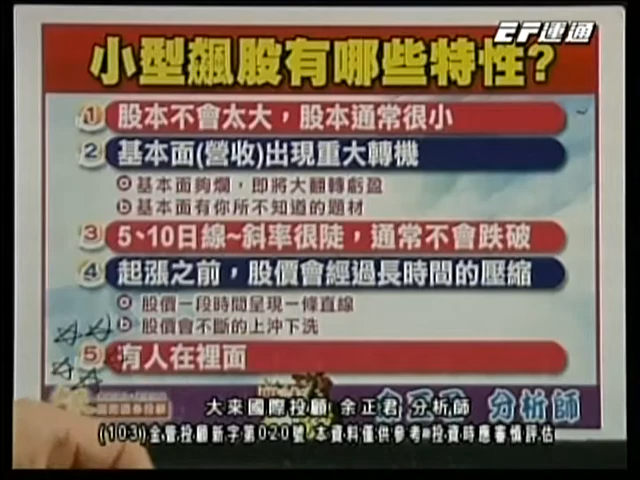 EF運通
小型飆股有哪些特性?
1 股本不會太大，股本通常很小
2 基本面(營收)出現重大轉機
a 基本面夠爛，即將大翻轉虧盈
b 基本面有你所不知道的題材
3 5、10日線~斜率很陡，通常不會跌破
4 起漲之前，股價會經過長時間的壓縮
a 股價一段時間呈現一條直線
b 股價會不斷的上沖下洗
5 有人在裡面
分析師
大來國際投顧 余正君 分析師
(103)金管投顧新字第020號 本資料僅供參考 投資時應審慎評估